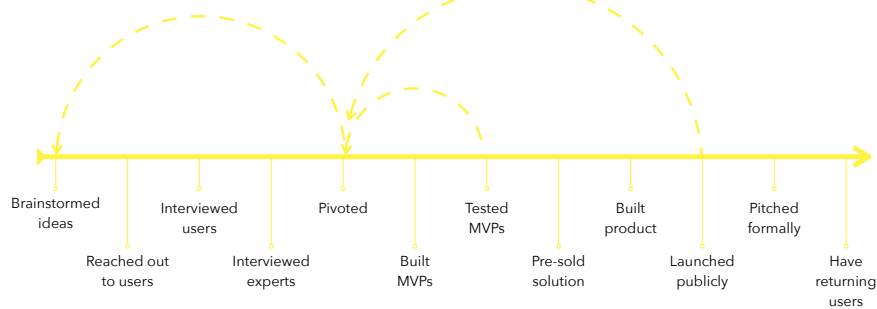 Brainstormed
ideas
Reached out
to users
Interviewed
users
Interviewed
experts
Pivoted
Built
MVPs
Tested
MVPs
Pre-sold
solution
Built
product
Launched
publicly
Pitched
formally
Have
returning
users